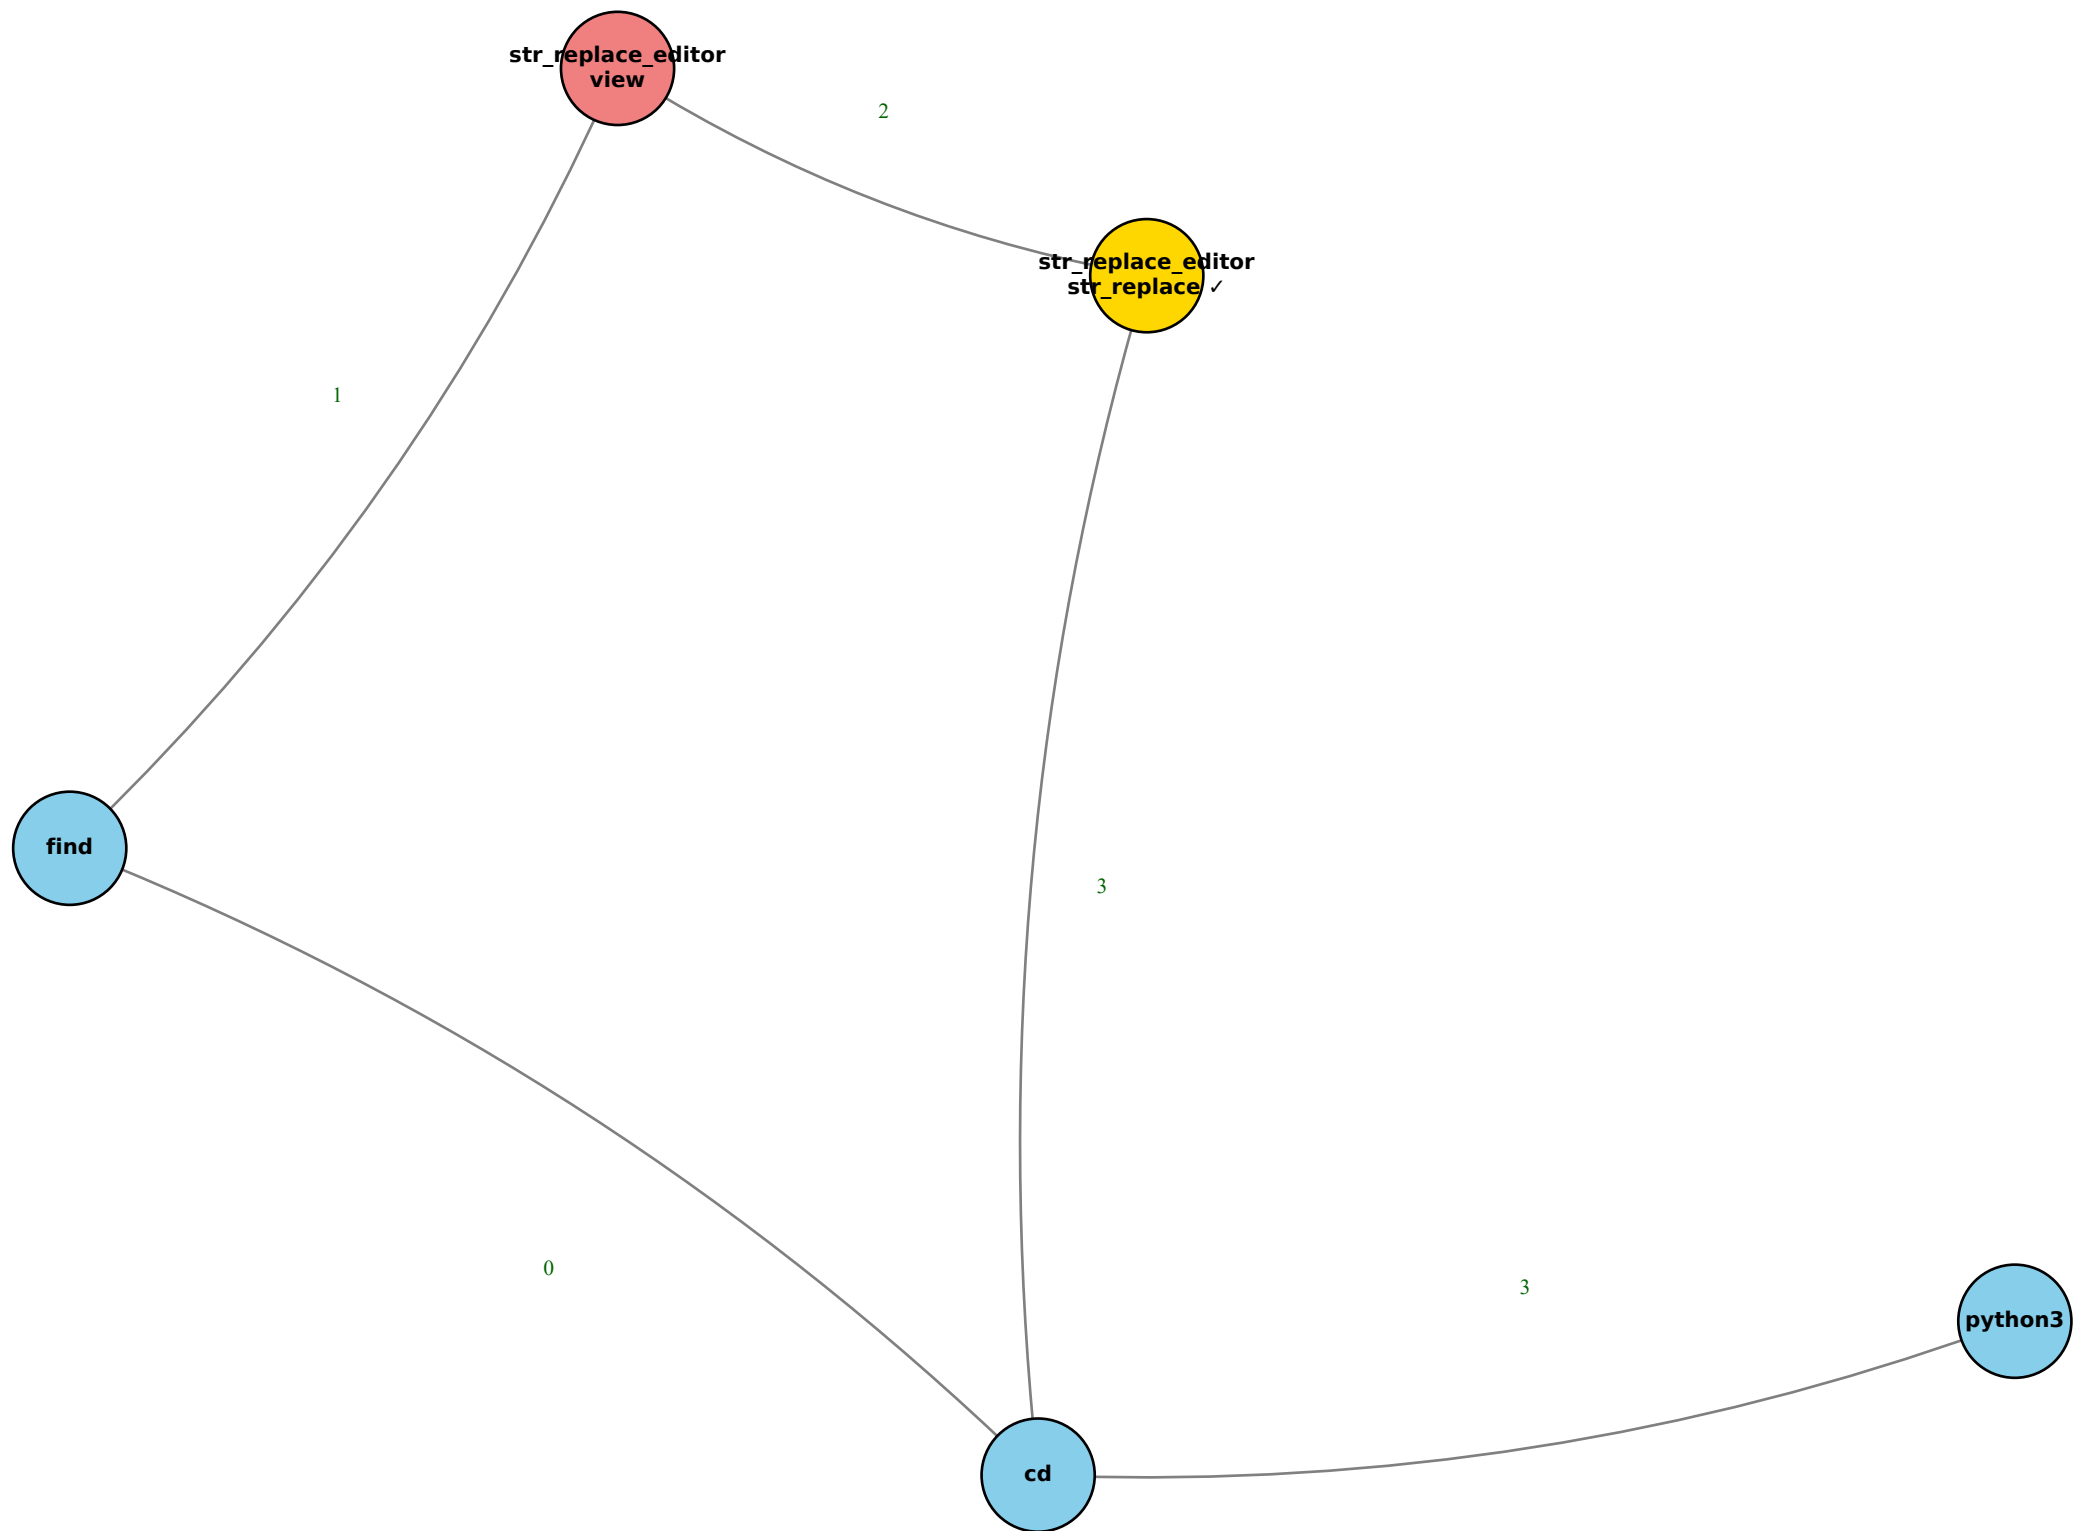 str_replace_editor
view
2
str_replace_editor
str_replace ✓
1
find
3
0
3
python3
cd